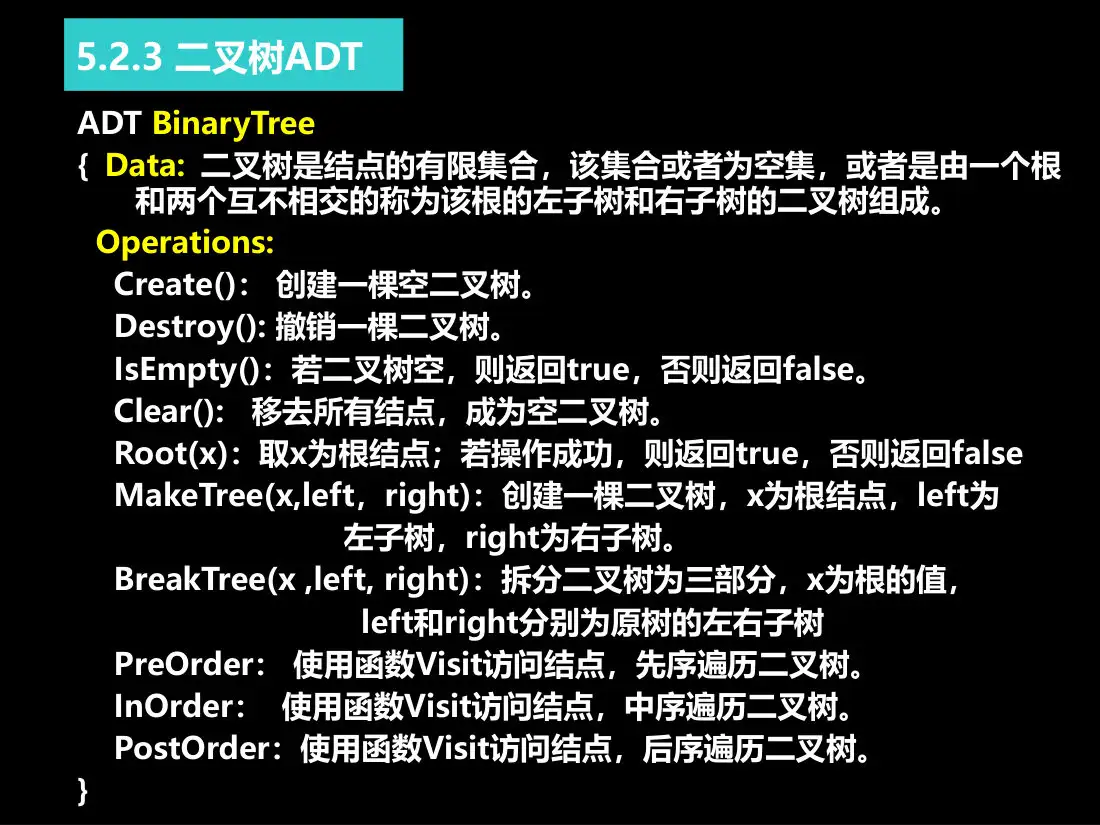 5.2.3 二叉树ADT
ADT BinaryTree
{ Data: 二叉树是结点的有限集合，该集合或者为空集，或者是由一个根
和两个互不相交的称为该根的左子树和右子树的二叉树组成。
Operations:
Create()： 创建一棵空二叉树。
Destroy(): 撤销一棵二叉树。
IsEmpty()：若二叉树空，则返回true，否则返回false。
Clear(): 移去所有结点，成为空二叉树。
Root(x)：取x为根结点；若操作成功，则返回true，否则返回false
MakeTree(x,left，right)：创建一棵二叉树，x为根结点，left为
左子树，right为右子树。
BreakTree(x ,left, right)：拆分二叉树为三部分，x为根的值，
left和right分别为原树的左右子树
PreOrder： 使用函数Visit访问结点，先序遍历二叉树。
InOrder： 使用函数Visit访问结点，中序遍历二叉树。
PostOrder：使用函数Visit访问结点，后序遍历二叉树。
}